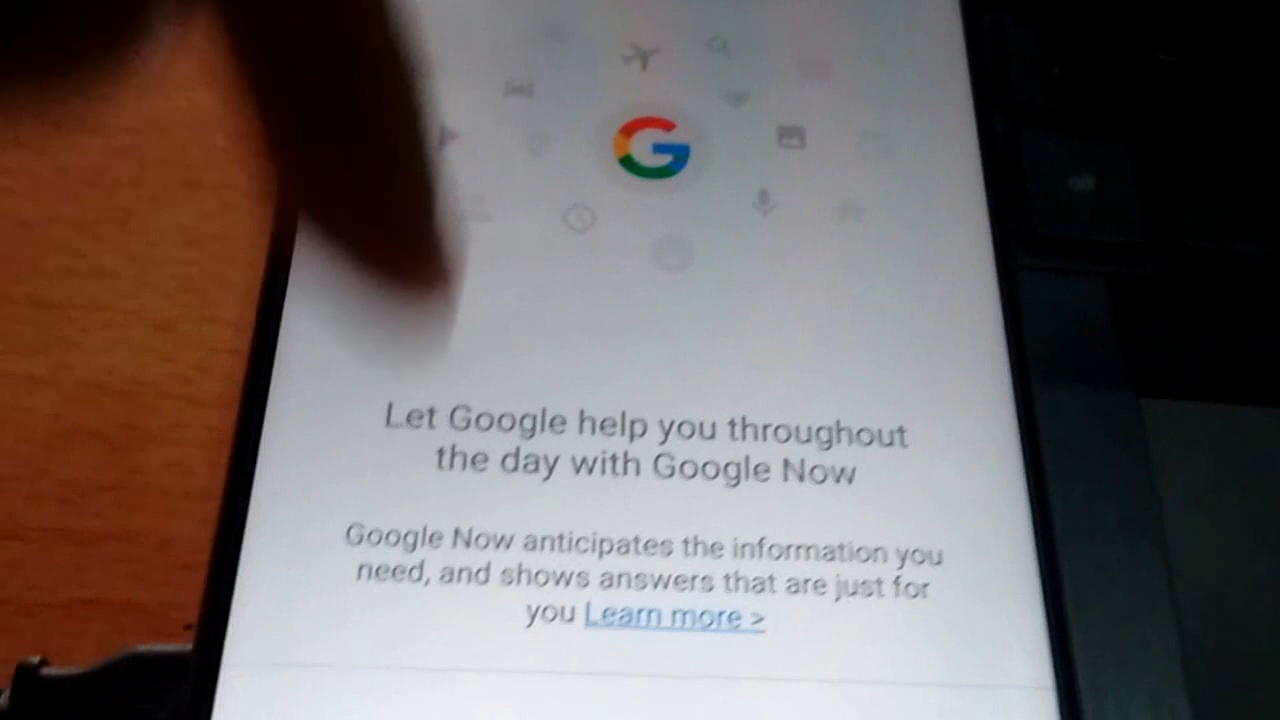 Let Google help you throughout
the day with Google Now
Google Now anticipates the information you
need, and shows answers that are just for
you Learn more >